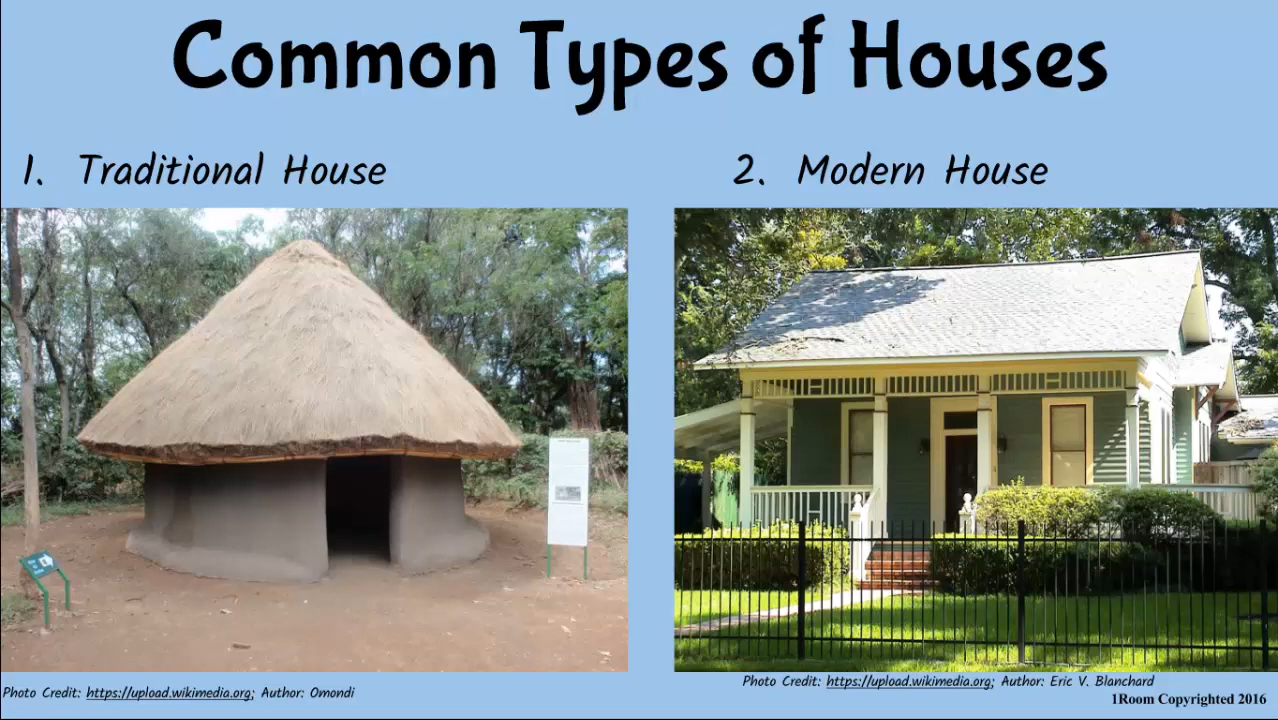 Common Types of Houses
1. Traditional House
2. Modern House
Photo Credit: https://upload.wikimedia.org; Author: Omondi
Photo Credit: https://upload.wikimedia.org; Author: Eric V. Blanchard
1Room Copyrighted 2016